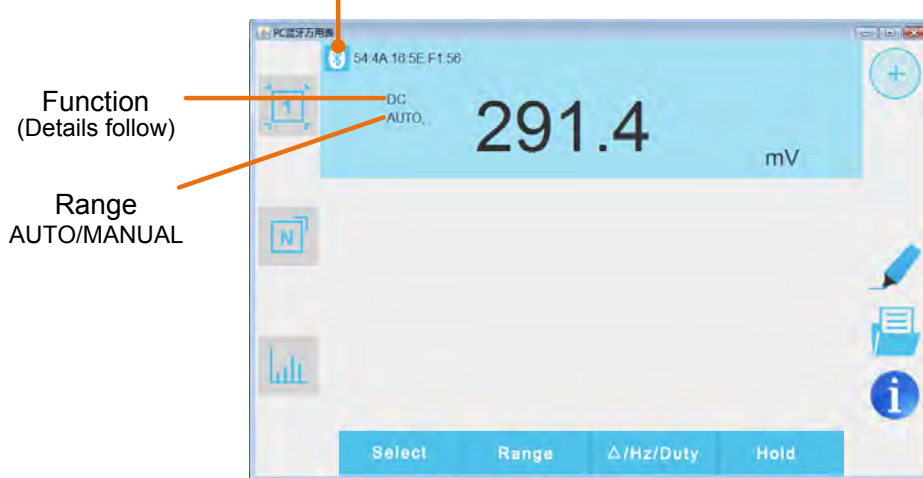 PC蓝牙万用表
54:4A:16:5E:F1:56
DC
AUTO,
291.4
mV
1
N
Function
(Details follow)
Range
AUTO/MANUAL
Select
Range
△/Hz/Duty
Hold